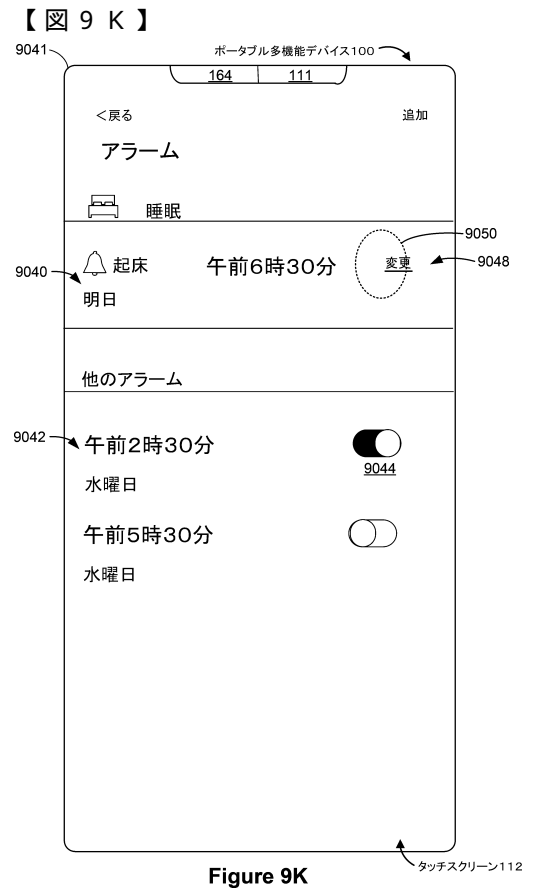 【図９Ｋ】
9041
ポータブル多機能デバイス100
164 111
＜戻る 追加
アラーム
睡眠
9050
起床 午前6時30分 変更 9048
9040
明日
他のアラーム
9042 午前2時30分
9044
水曜日
午前5時30分
水曜日
タッチスクリーン112
Figure 9K